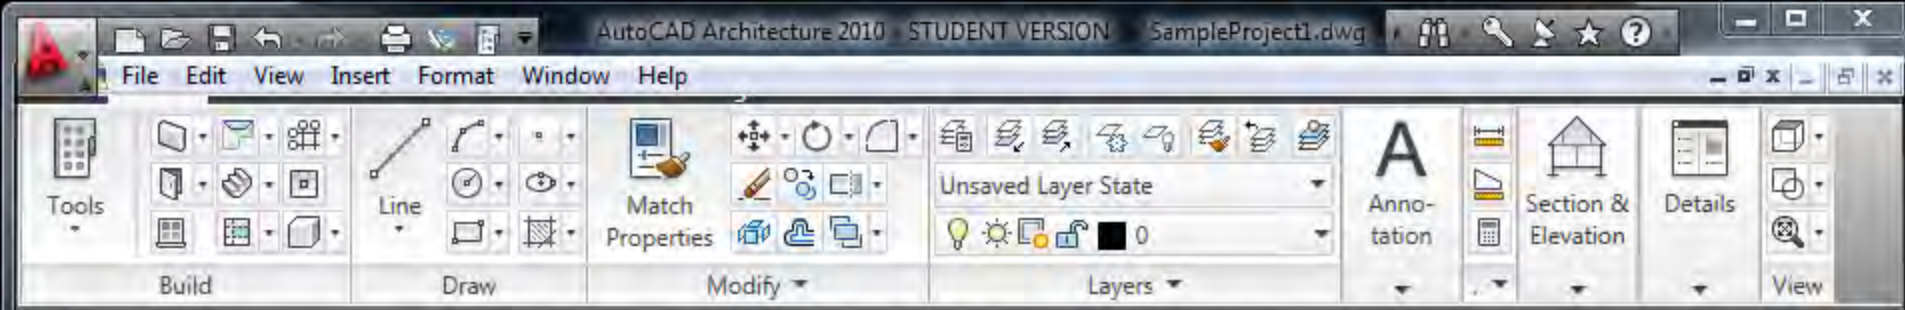 AutoCAD Architecture 2010 - STUDENT VERSION SampleProject1.dwg
File Edit View Insert Format Window Help
Tools
Line
Match
Properties
Unsaved Layer State
0
Anno-
tation
Section &
Elevation
Details
Build
Draw
Modify
Layers
View